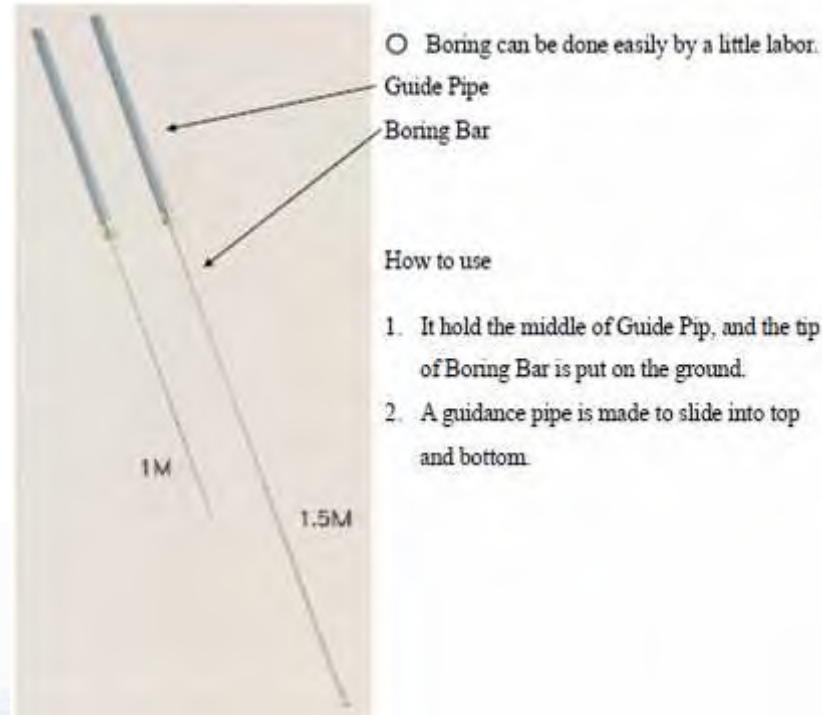 ○ Boring can be done easily by a little labor.
Guide Pipe
Boring Bar
How to use
1. It hold the middle of Guide Pip, and the tip
of Boring Bar is put on the ground.
2. A guidance pipe is made to slide into top
and bottom.
1M
1.5M